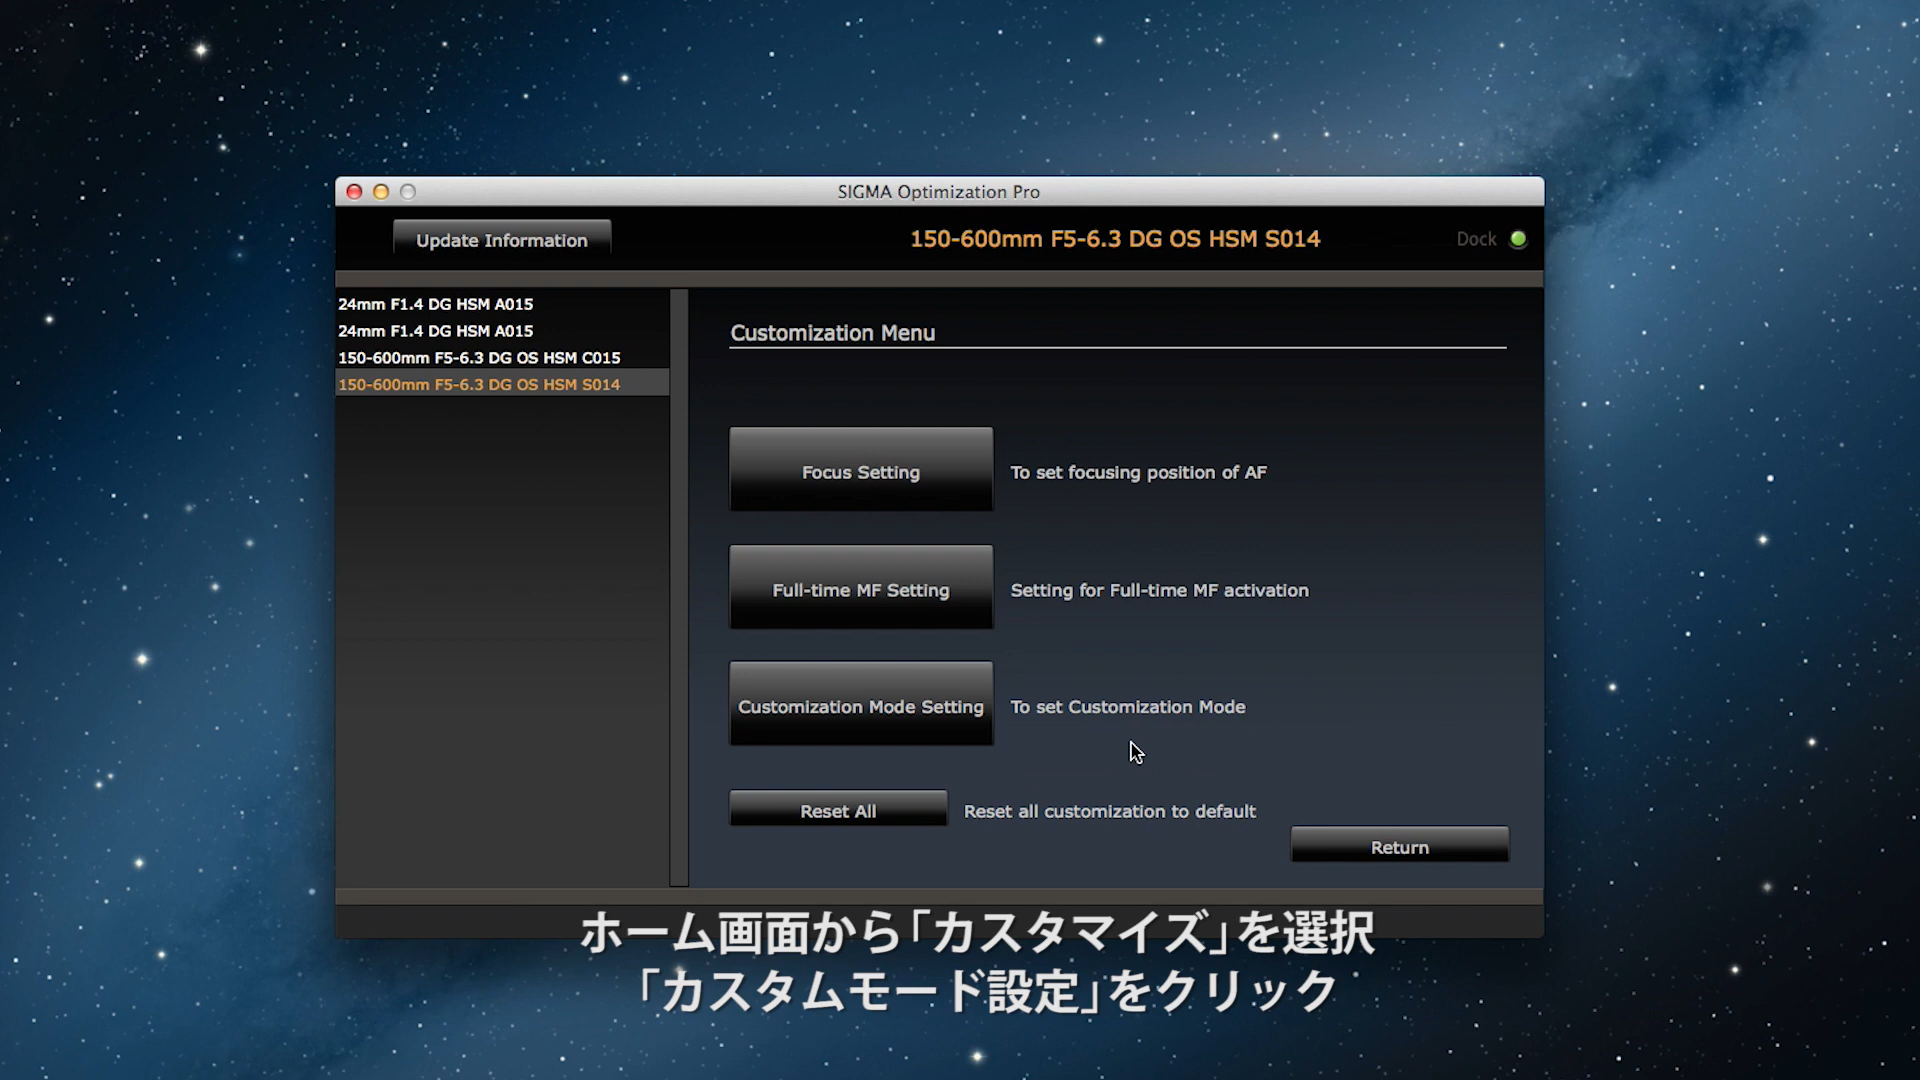 SIGMA Optimization Pro
Update Information
150-600mm F5-6.3 DG OS HSM S014
Dock
24mm F1.4 DG HSM A015
24mm F1.4 DG HSM A015
150-600mm F5-6.3 DG OS HSM C015
150-600mm F5-6.3 DG OS HSM S014
Customization Menu
Focus Setting
To set focusing position of AF
Full-time MF Setting
Setting for Full-time MF activation
Customization Mode Setting
To set Customization Mode
Reset All
Reset all customization to default
Return
ホーム画面から「カスタマイズ」を選択
「カスタムモード設定」をクリック